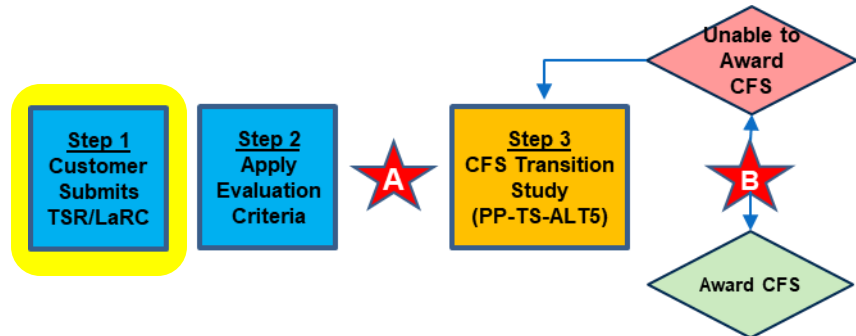 Step 1
Customer
Submits
TSR/LaRC
Step 2
Apply
Evaluation
Criteria
A
Step 3
CFS Transition
Study
(PP-TS-ALT5)
Unable to
Award
CFS
B
Award CFS